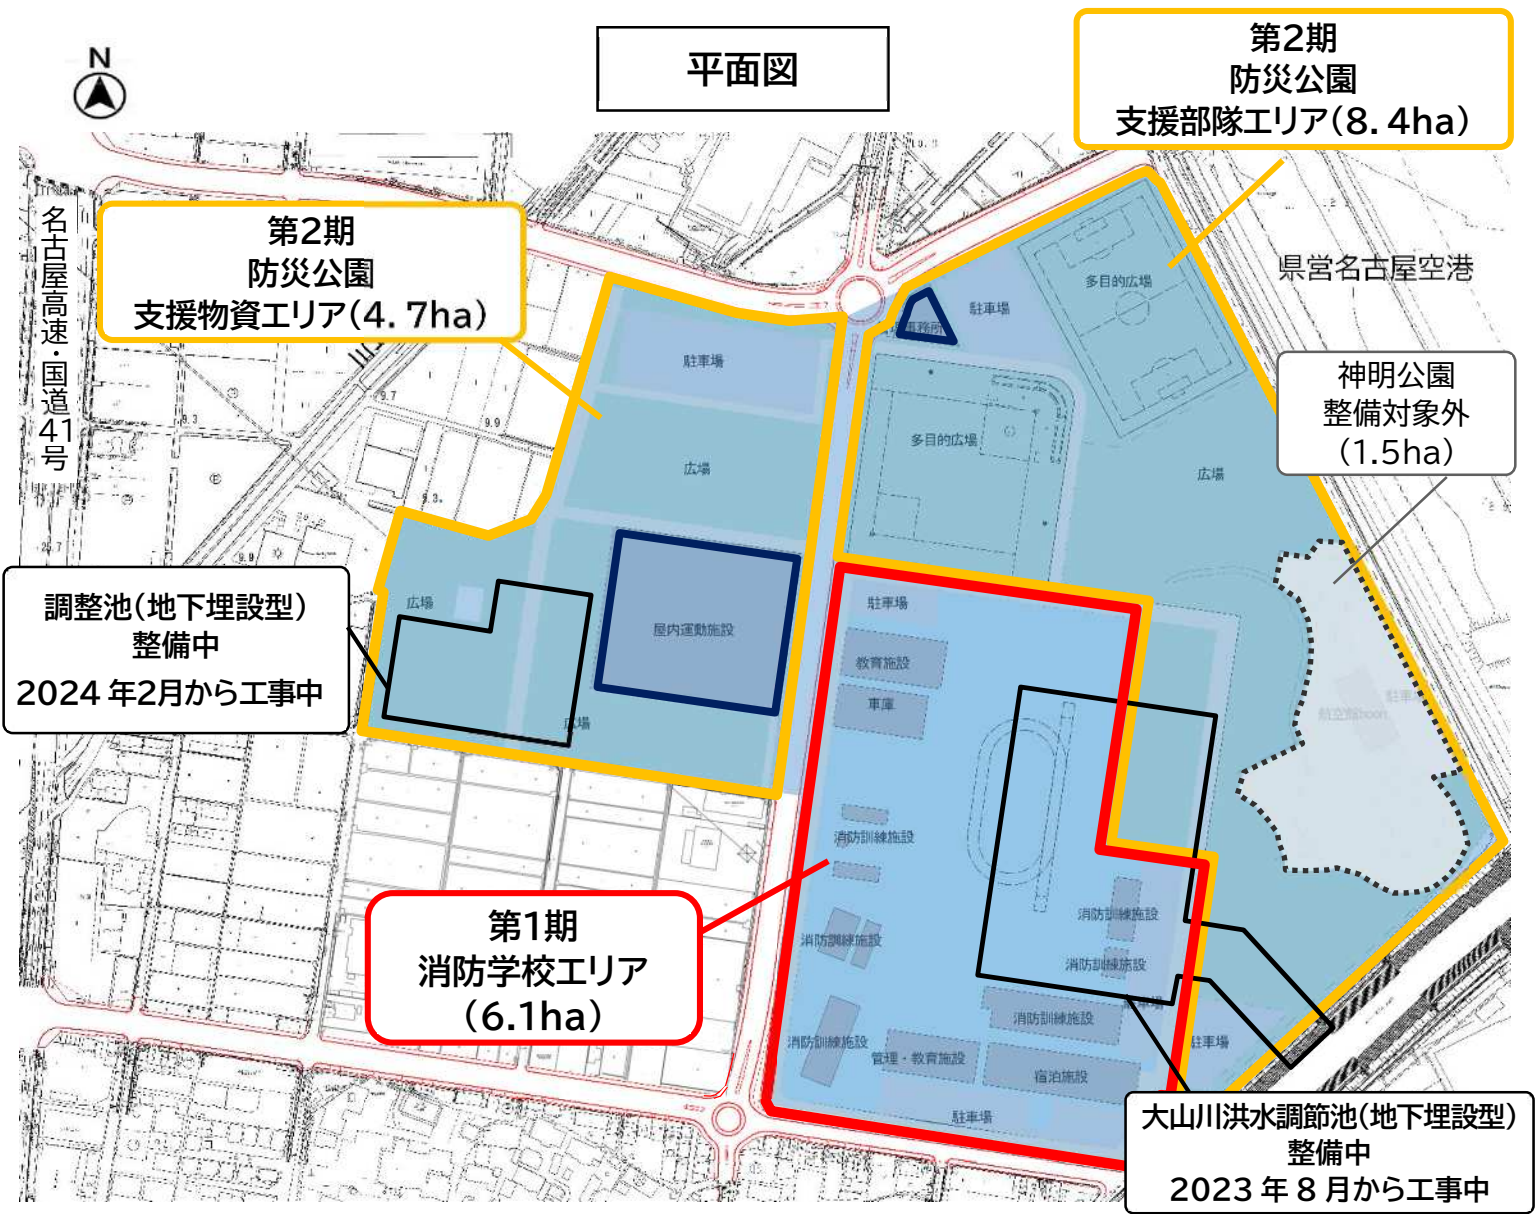 N
平面図
第2期
防災公園
支援部隊エリア(8.4ha)
名古屋高速・国道41号
第2期
防災公園
支援物資エリア(4.7ha)
県営名古屋空港
多目的広場
駐車場
事務所
駐車場
神明公園
整備対象外
(1.5ha)
9.7
9.9
多目的広場
広場
広場
9.3
9.9
調整池(地下埋設型)
整備中
2024年2月から工事中
広場
駐車場
屋内運動施設
教育施設
車庫
広場
消防訓練施設
第1期
消防学校エリア
(6.1ha)
消防訓練施設
消防訓練施設
消防訓練施設
消防訓練施設
消防訓練施設
管理・教育施設
宿泊施設
駐車場
駐車場
大山川洪水調節池(地下埋設型)
整備中
2023年8月から工事中